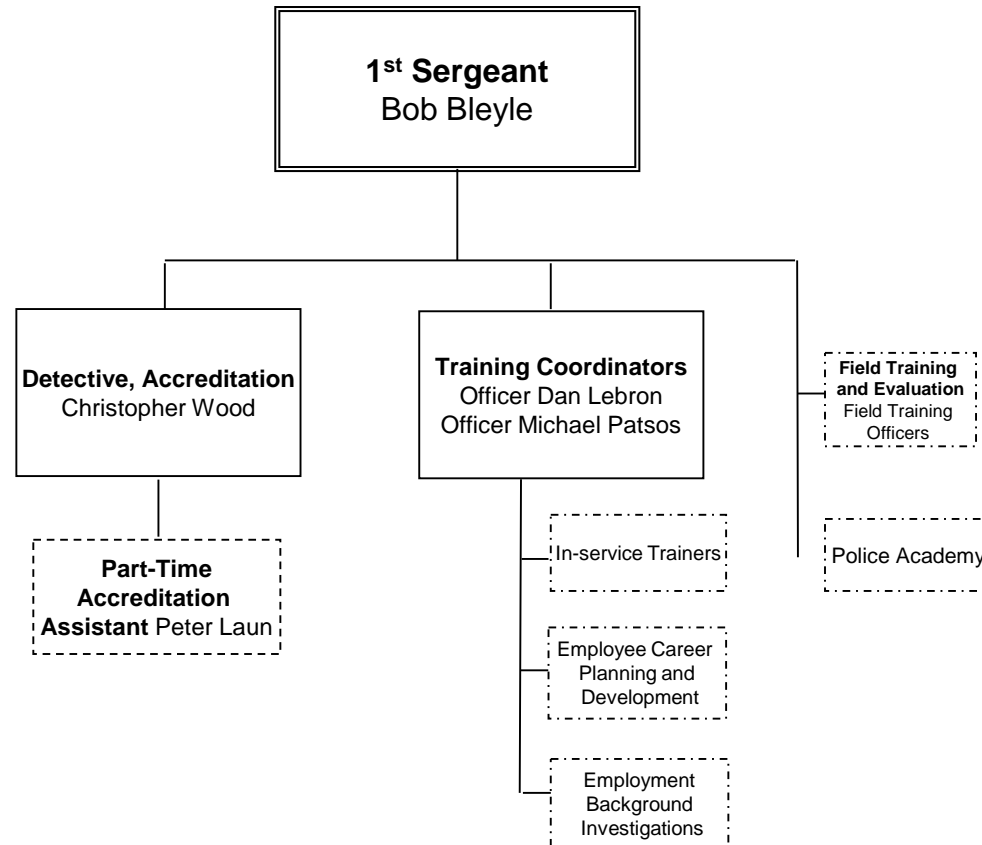 1st Sergeant
Bob Bleyle
Detective, Accreditation
Christopher Wood
Part-Time
Accreditation
Assistant Peter Laun
Training Coordinators
Officer Dan Lebron
Officer Michael Patsos
In-service Trainers
Employee Career
Planning and
Development
Employment
Background
Investigations
Field Training
and Evaluation
Field Training
Officers
Police Academy